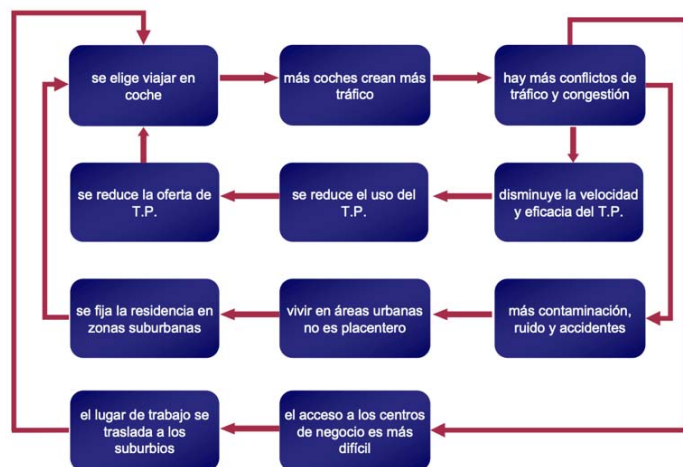 se elige viajar en
coche
más coches crean más
tráfico
hay más conflictos de
tráfico y congestión
se reduce la oferta de
T.P.
se reduce el uso del
T.P.
disminuye la velocidad
y eficacia del T.P.
se fija la residencia en
zonas suburbanas
vivir en áreas urbanas
no es placentero
más contaminación,
ruido y accidentes
el lugar de trabajo se
traslada a los
suburbios
el acceso a los centros
de negocio es más
difícil